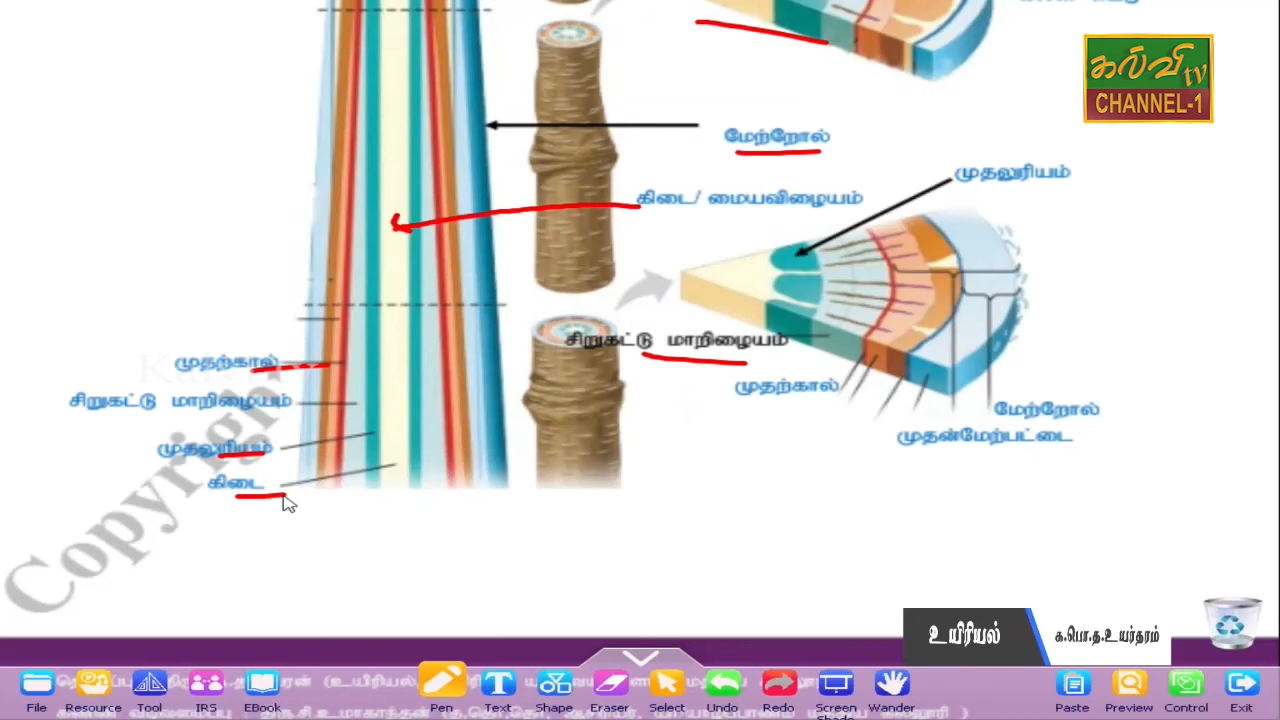 கல்வி tv
CHANNEL-1
மேற்றோல்
முதலுரியம்
கிடை/ மையவிழையம்
சிறுகட்டு மாறிழையம்
முதற்கால்
முதற்கால்
சிறுகட்டு மாறிழையம்
மேற்றோல்
முதன்மேற்பட்டை
முதலுரியம்
கிடை
Copyright
உயிரியல்
க.பொ.த.உயர்தரம்
File
Resource
Tool
IRS
EBook
Pen
Text
Shape
Eraser
Select
Undo
Redo
Screen
Wander
Paste
Preview
Control
Exit